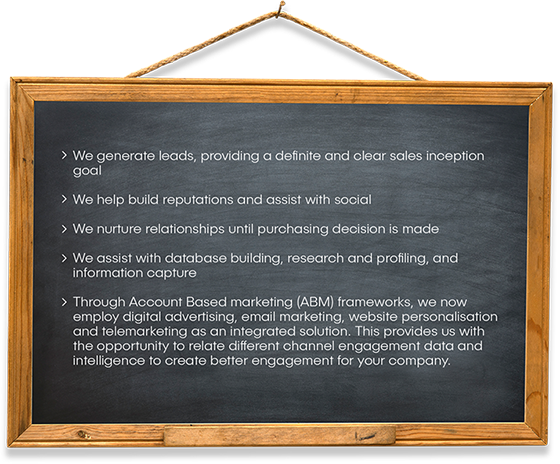 > We generate leads, providing a definite and clear sales inception
goal
> We help build reputations and assist with social
> We nurture relationships until purchasing decision is made
> We assist with database building, research and profiling, and
information capture
> Through Account Based marketing (ABM) frameworks, we now
employ digital advertising, email marketing, website personalisation
and telemarketing as an integrated solution. This provides us with
the opportunity to relate different channel engagement data and
intelligence to create better engagement for your company.